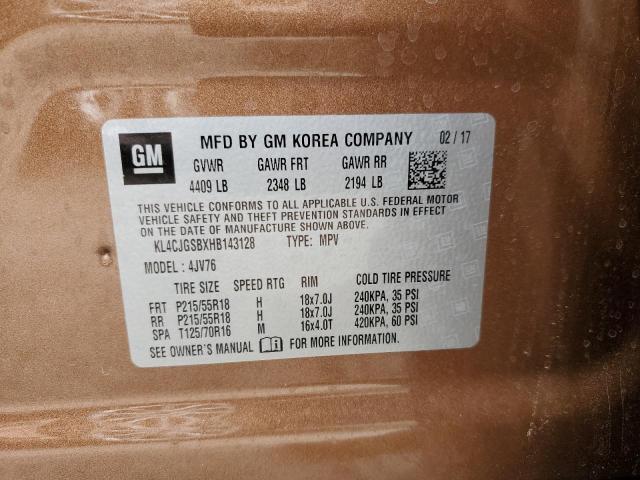 GM MFD BY GM KOREA COMPANY 02 / 17
GVWR GAWR FRT GAWR RR
4409 LB 2348 LB 2194 LB
THIS VEHICLE CONFORMS TO ALL APPLICABLE U.S. FEDERAL MOTOR
VEHICLE SAFETY AND THEFT PREVENTION STANDARDS IN EFFECT
ON THE DATE OF MANUFACTURE SHOWN ABOVE.
KL4CJGSBXHB143128 TYPE: MPV
MODEL : 4JV76
TIRE SIZE SPEED RTG RIM COLD TIRE PRESSURE
FRT P215/55R18 H 18x7.0J 240KPA, 35 PSI
RR P215/55R18 H 18x7.0J 240KPA, 35 PSI
SPA T125/70R16 M 16x4.0T 420KPA, 60 PSI
SEE OWNER'S MANUAL FOR MORE INFORMATION.